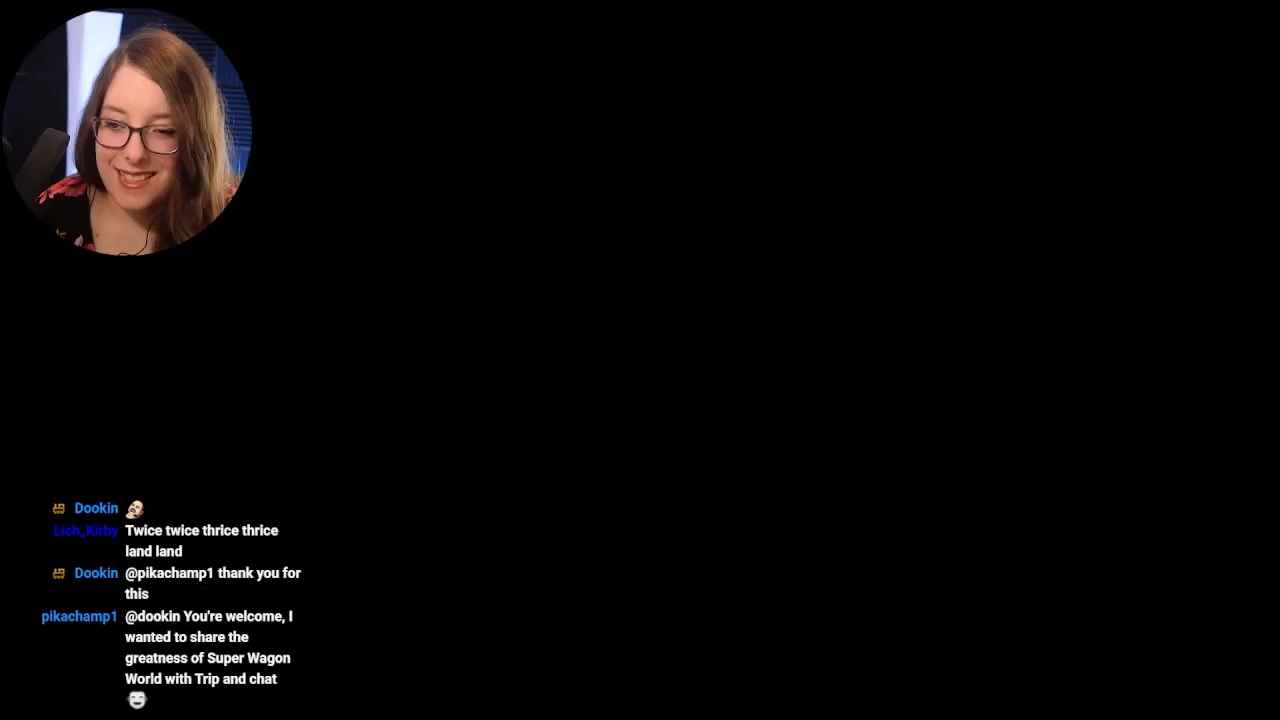 Dookin
Lich_Kirby Twice twice thrice thrice
land land
Dookin @pikachamp1 thank you for
this
pikachamp1 @dookin You're welcome, I
wanted to share the
greatness of Super Wagon
World with Trip and chat